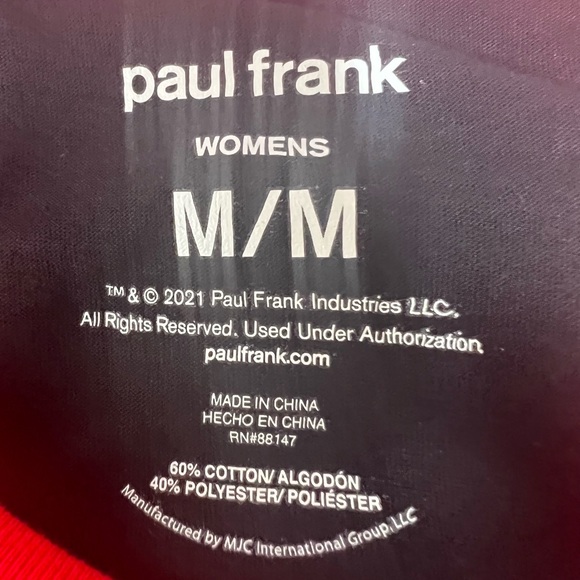 paul frank
WOMENS
M/M
™ & © 2021 Paul Frank Industries LLC.
All Rights Reserved. Used Under Authorization
paulfrank.com
MADE IN CHINA
HECHO EN CHINA
RN#88147
60% COTTON/ ALGODÓN
40% POLYESTER/ POLIÉSTER
Manufactured by MJC International Group, LLC